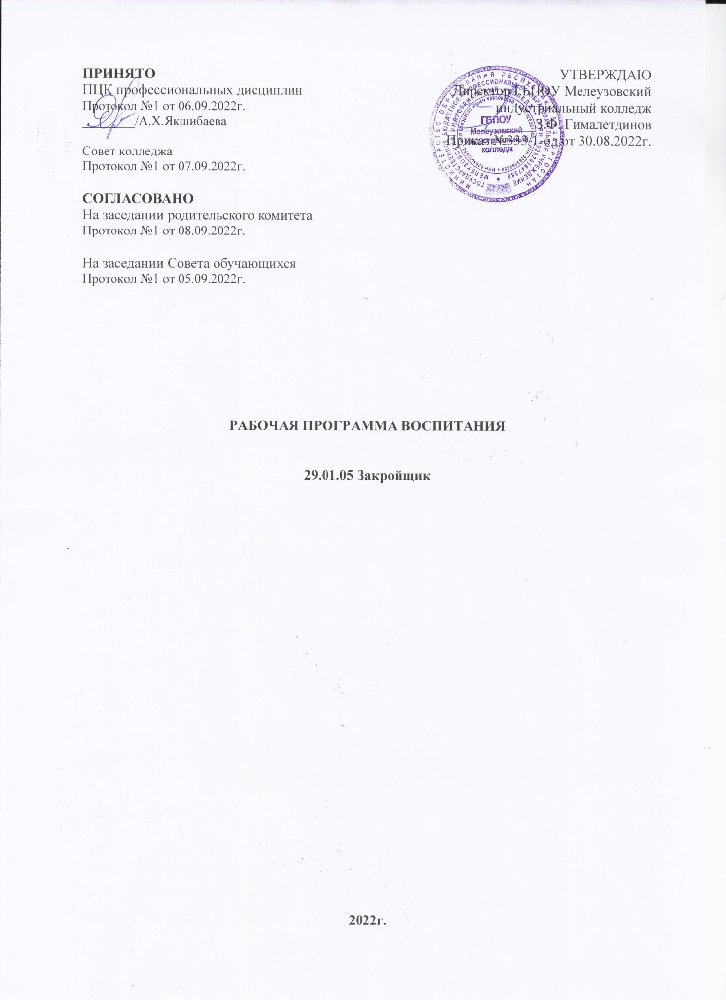 ПРИНЯТО
ПЦК профессиональных дисциплин
Протокол №1 от 06.09.2022г.
________/А.Х.Якшибаева
Совет колледжа
Протокол №1 от 07.09.2022г.
СОГЛАСОВАНО
На заседании родительского комитета
Протокол №1 от 08.09.2022г.
На заседании Совета обучающихся
Протокол №1 от 05.09.2022г.
УТВЕРЖДАЮ
Директор ГБПОУ Мелеузовский
индустриальный колледж
З.Ф. Гималетдинов
Приказ №333/1-од от 30.08.2022г.
ГБПОУ
Мелеузовский
индустриальный
колледж
РАБОЧАЯ ПРОГРАММА ВОСПИТАНИЯ
29.01.05 Закройщик
2022г.